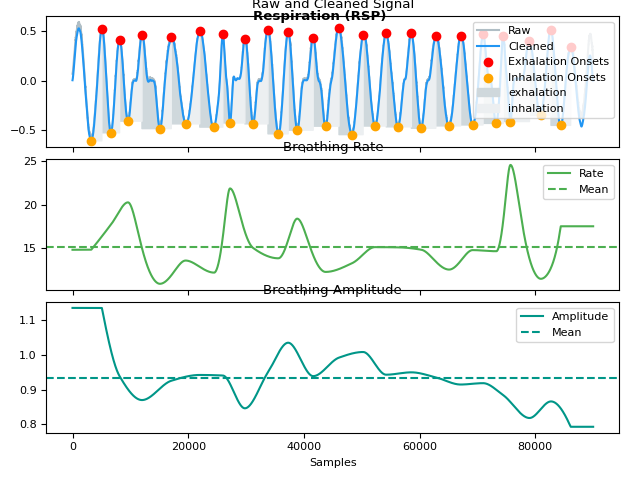 Raw and Cleaned Signal
Respiration (RSP)
0.5
0.0
−0.5
Raw
Cleaned
Exhalation Onsets
Inhalation Onsets
exhalation
inhalation
Breathing Rate
25
20
15
Rate
Mean
Breathing Amplitude
1.1
1.0
0.9
0.8
Amplitude
Mean
0 20000 40000 60000 80000
Samples